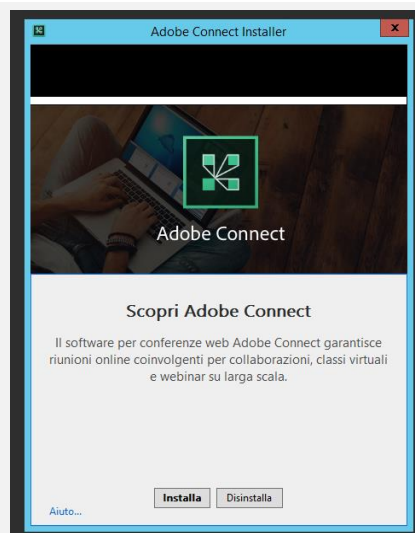 Adobe Connect Installer
x
Adobe Connect
Scopri Adobe Connect
Il software per conferenze web Adobe Connect garantisce
riunioni online coinvolgenti per collaborazioni, classi virtuali
e webinar su larga scala.
Installa Disinstalla
Aiuto...